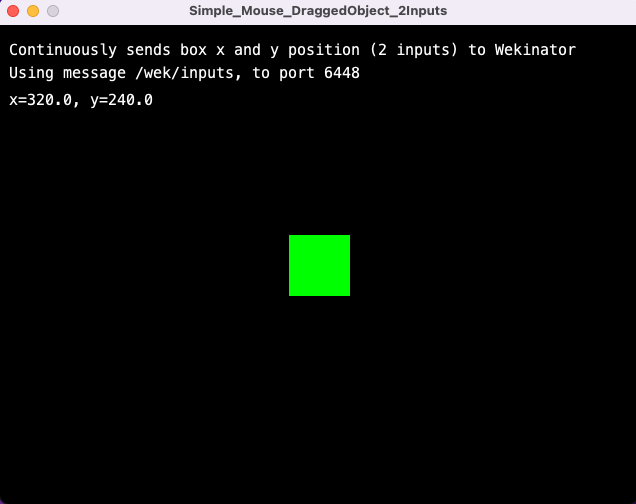 Simple_Mouse_DraggedObject_2Inputs
Continuously sends box x and y position (2 inputs) to Wekinator
Using message /wek/inputs, to port 6448
x=320.0, y=240.0